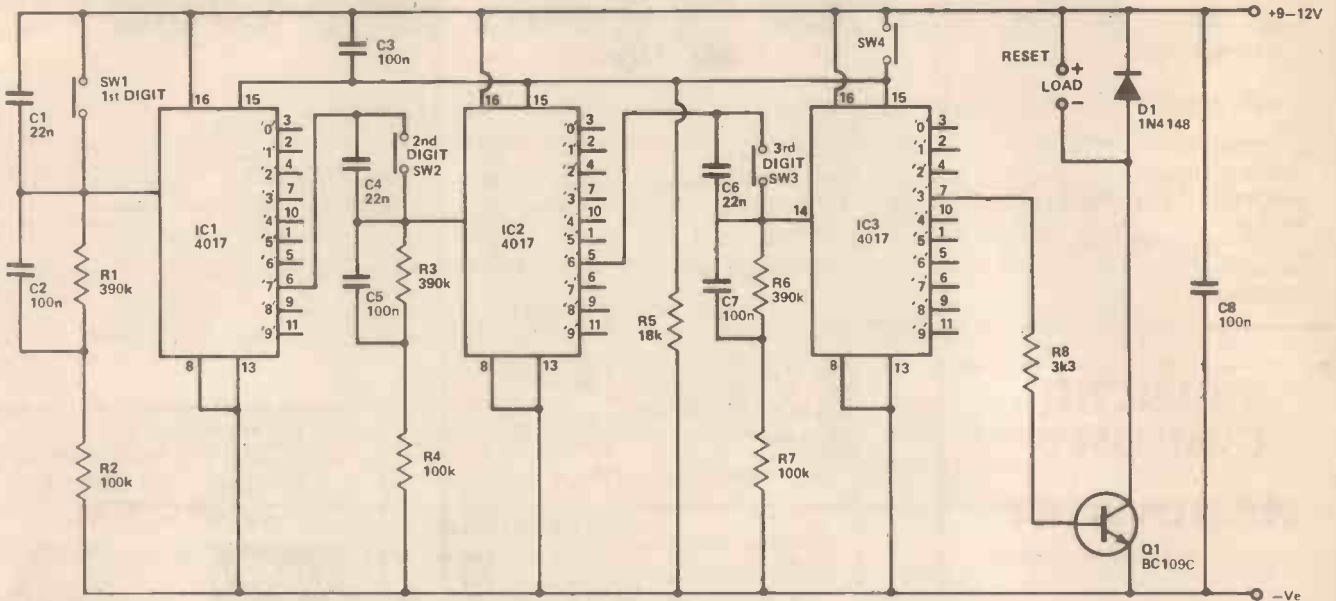 +9–12V
C3
100n
SW4
RESET
+
LOAD
–
D1
1N4148
SW1
1st DIGIT
C1
22n
16
15
'0' 3
'1' 2
'2' 4
'3' 7
'4' 10
'5' 1
'6' 5
'7' 6
'8' 9
'9' 11
IC1
4017
8
13
C2
100n
R1
390k
R2
100k
2nd
DIGIT
SW2
C4
22n
C5
100n
R3
390k
R4
100k
16
15
'0' 3
'1' 2
'2' 4
'3' 7
'4' 10
'5' 1
'6' 5
'7' 6
'8' 9
'9' 11
IC2
4017
8
13
R5
18k
3rd
DIGIT
SW3
C6
22n
14
C7
100n
R6
390k
R7
100k
16
15
'0' 3
'1' 2
'2' 4
'3' 7
'4' 10
'5' 1
'6' 5
'7' 6
'8' 9
'9' 11
IC3
4017
8
13
R8
3k3
C8
100n
Q1
BC109C
–Ve